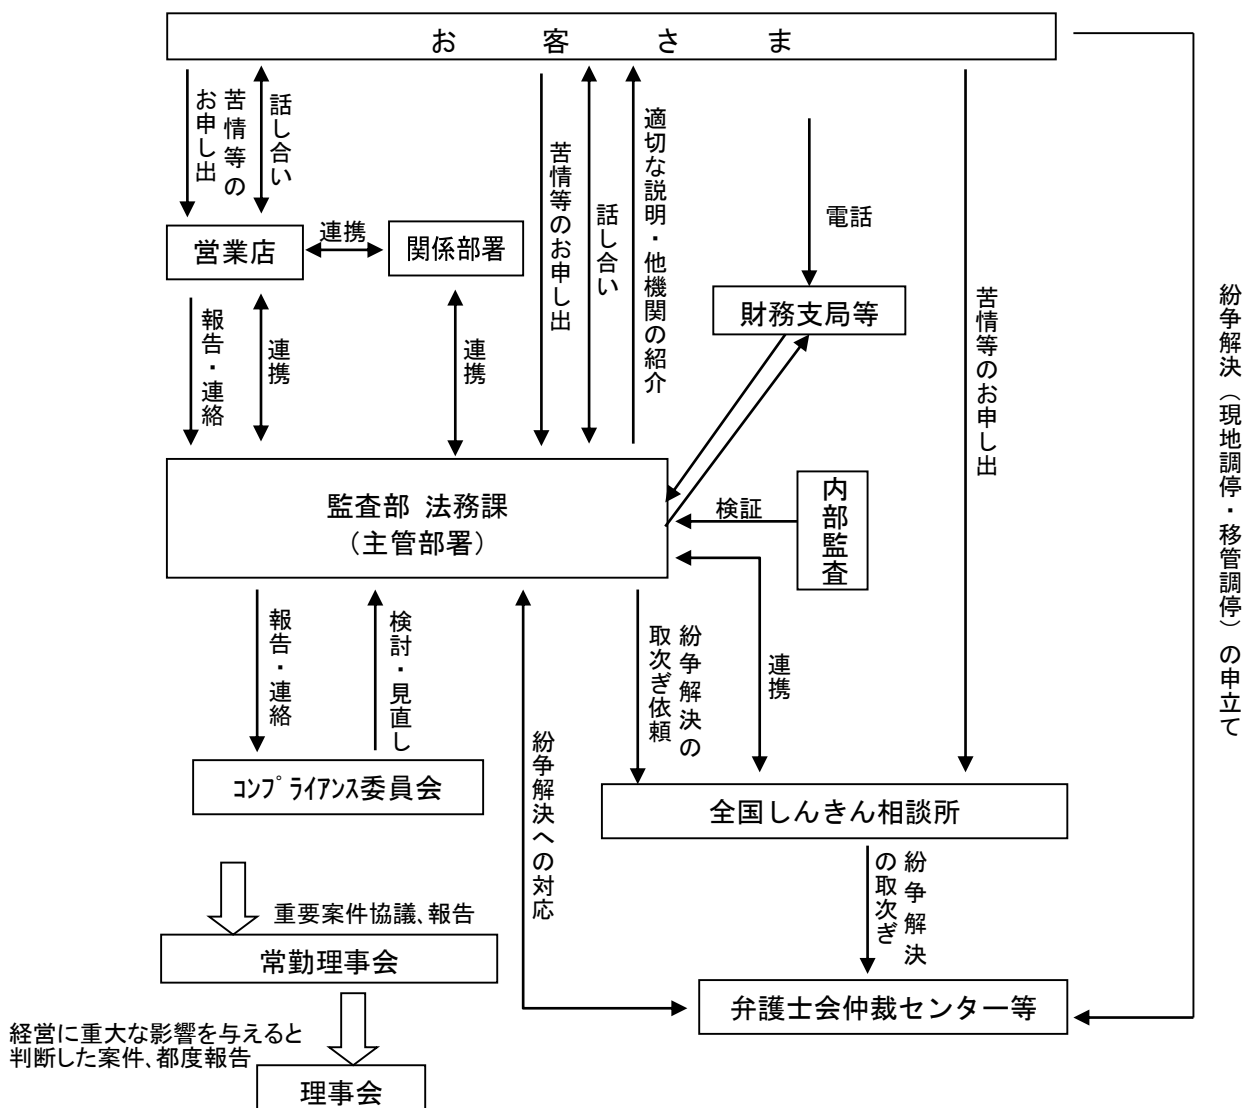 お客さま
苦情等の
お申し出
話し合い
苦情等のお申し出
話し合い
適切な説明・他機関の紹介
電話
苦情等のお申し出
紛争解決（現地調停・移管調停）の申立て
営業店
連携
関係部署
財務支局等
報告・連絡
連携
連携
監査部 法務課
（主管部署）
検証
内部監査
報告・連絡
検討・見直し
紛争解決への対応
紛争解決の
取次ぎ依頼
連携
ｺﾝﾌﾟﾗｲｱﾝｽ委員会
全国しんきん相談所
重要案件協議、報告
紛争解決
の取次ぎ
常勤理事会
弁護士会仲裁センター等
経営に重大な影響を与えると
判断した案件、都度報告
理事会